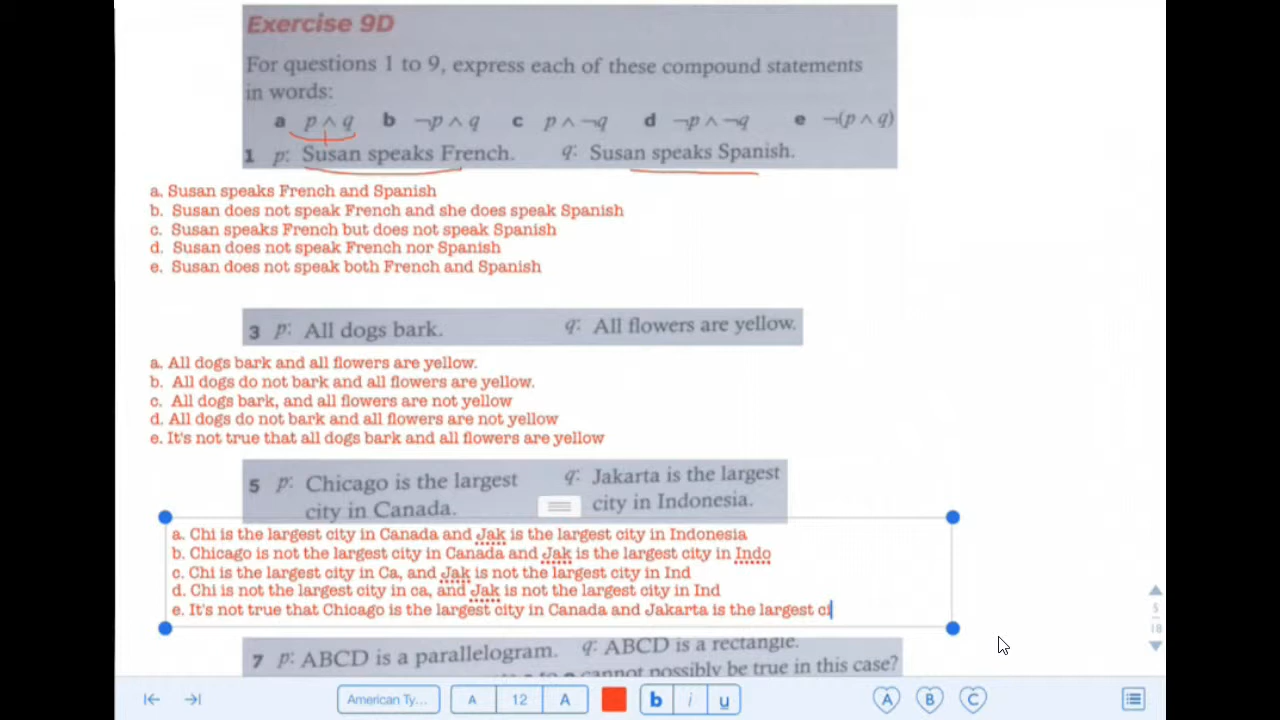 Exercise 9D
For questions 1 to 9, express each of these compound statements
in words:
a p ∧ q b ¬p ∧ q c p ∧ ¬q d ¬p ∧ ¬q e ¬(p ∧ q)
1 p: Susan speaks French. q: Susan speaks Spanish.
a. Susan speaks French and Spanish
b. Susan does not speak French and she does speak Spanish
c. Susan speaks French but does not speak Spanish
d. Susan does not speak French nor Spanish
e. Susan does not speak both French and Spanish
3 p: All dogs bark. q: All flowers are yellow.
a. All dogs bark and all flowers are yellow.
b. All dogs do not bark and all flowers are yellow.
c. All dogs bark, and all flowers are not yellow
d. All dogs do not bark and all flowers are not yellow
e. It's not true that all dogs bark and all flowers are yellow
5 p: Chicago is the largest q: Jakarta is the largest
city in Canada. city in Indonesia.
a. Chi is the largest city in Canada and Jak is the largest city in Indonesia
b. Chicago is not the largest city in Canada and Jak is the largest city in Indo
c. Chi is the largest city in Ca, and Jak is not the largest city in Ind
d. Chi is not the largest city in ca, and Jak is not the largest city in Ind
e. It's not true that Chicago is the largest city in Canada and Jakarta is the largest ci
7 p: ABCD is a parallelogram. q: ABCD is a rectangle.
cannot possibly be true in this case?
5
18
American Ty... A 12 A b i u A B C